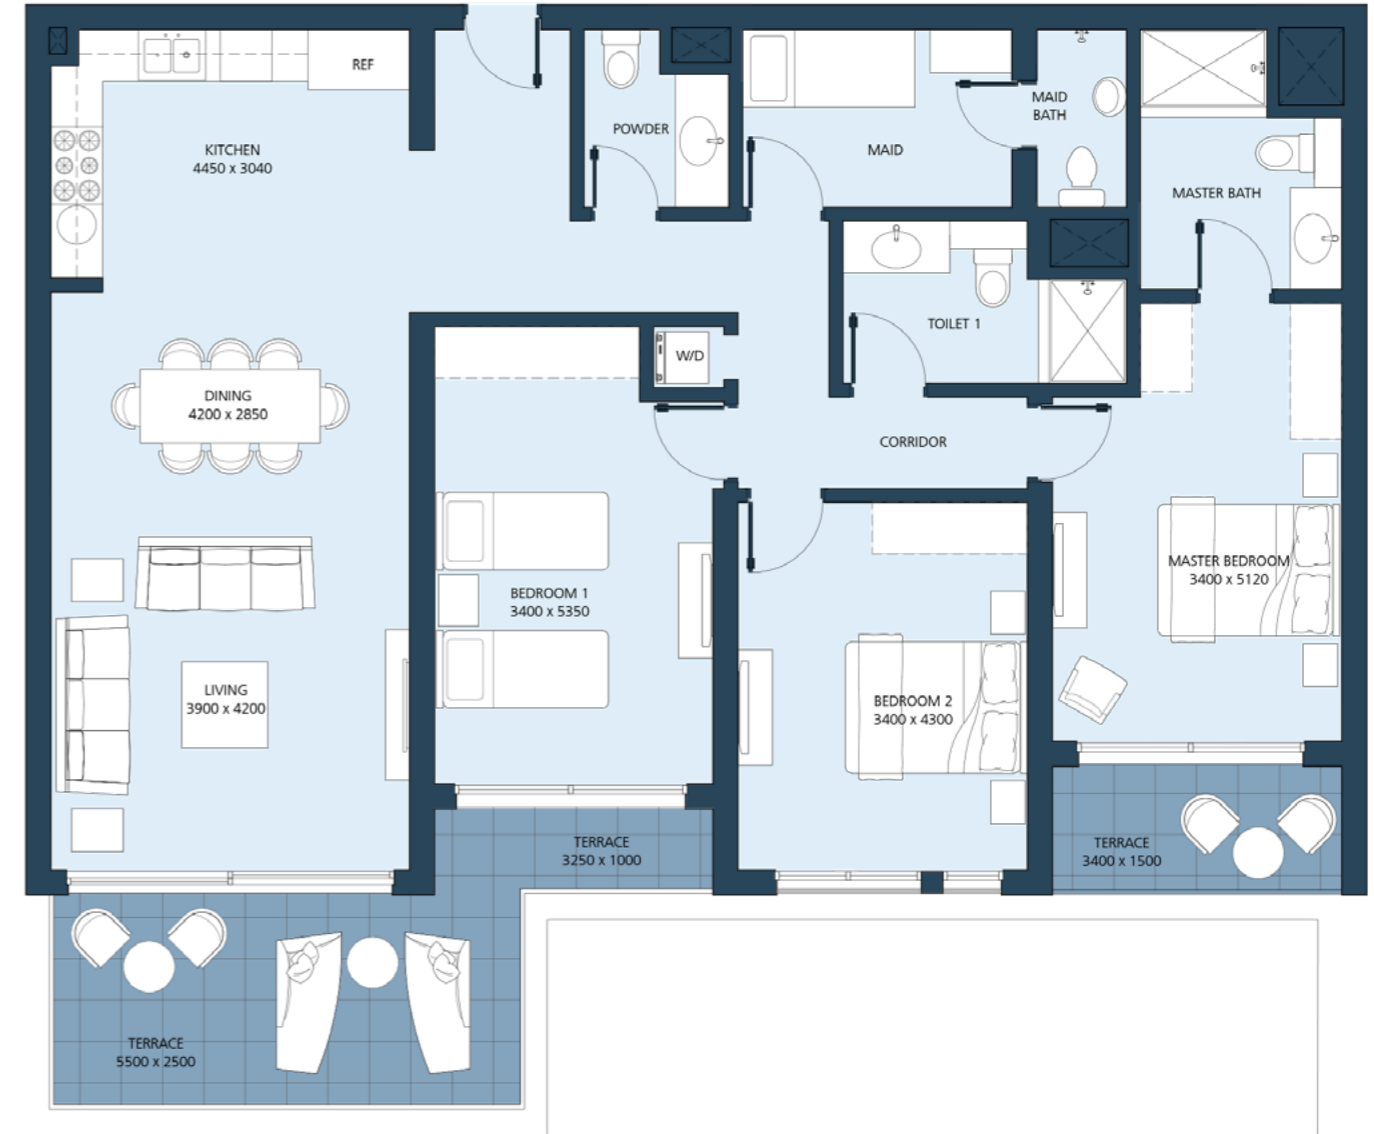 REF
KITCHEN
4450 x 3040
POWDER
MAID
MAID
BATH
MASTER BATH
TOILET 1
W/D
DINING
4200 x 2850
CORRIDOR
MASTER BEDROOM
3400 x 5120
BEDROOM 1
3400 x 5350
LIVING
3900 x 4200
BEDROOM 2
3400 x 4300
TERRACE
3250 x 1000
TERRACE
3400 x 1500
TERRACE
5500 x 2500